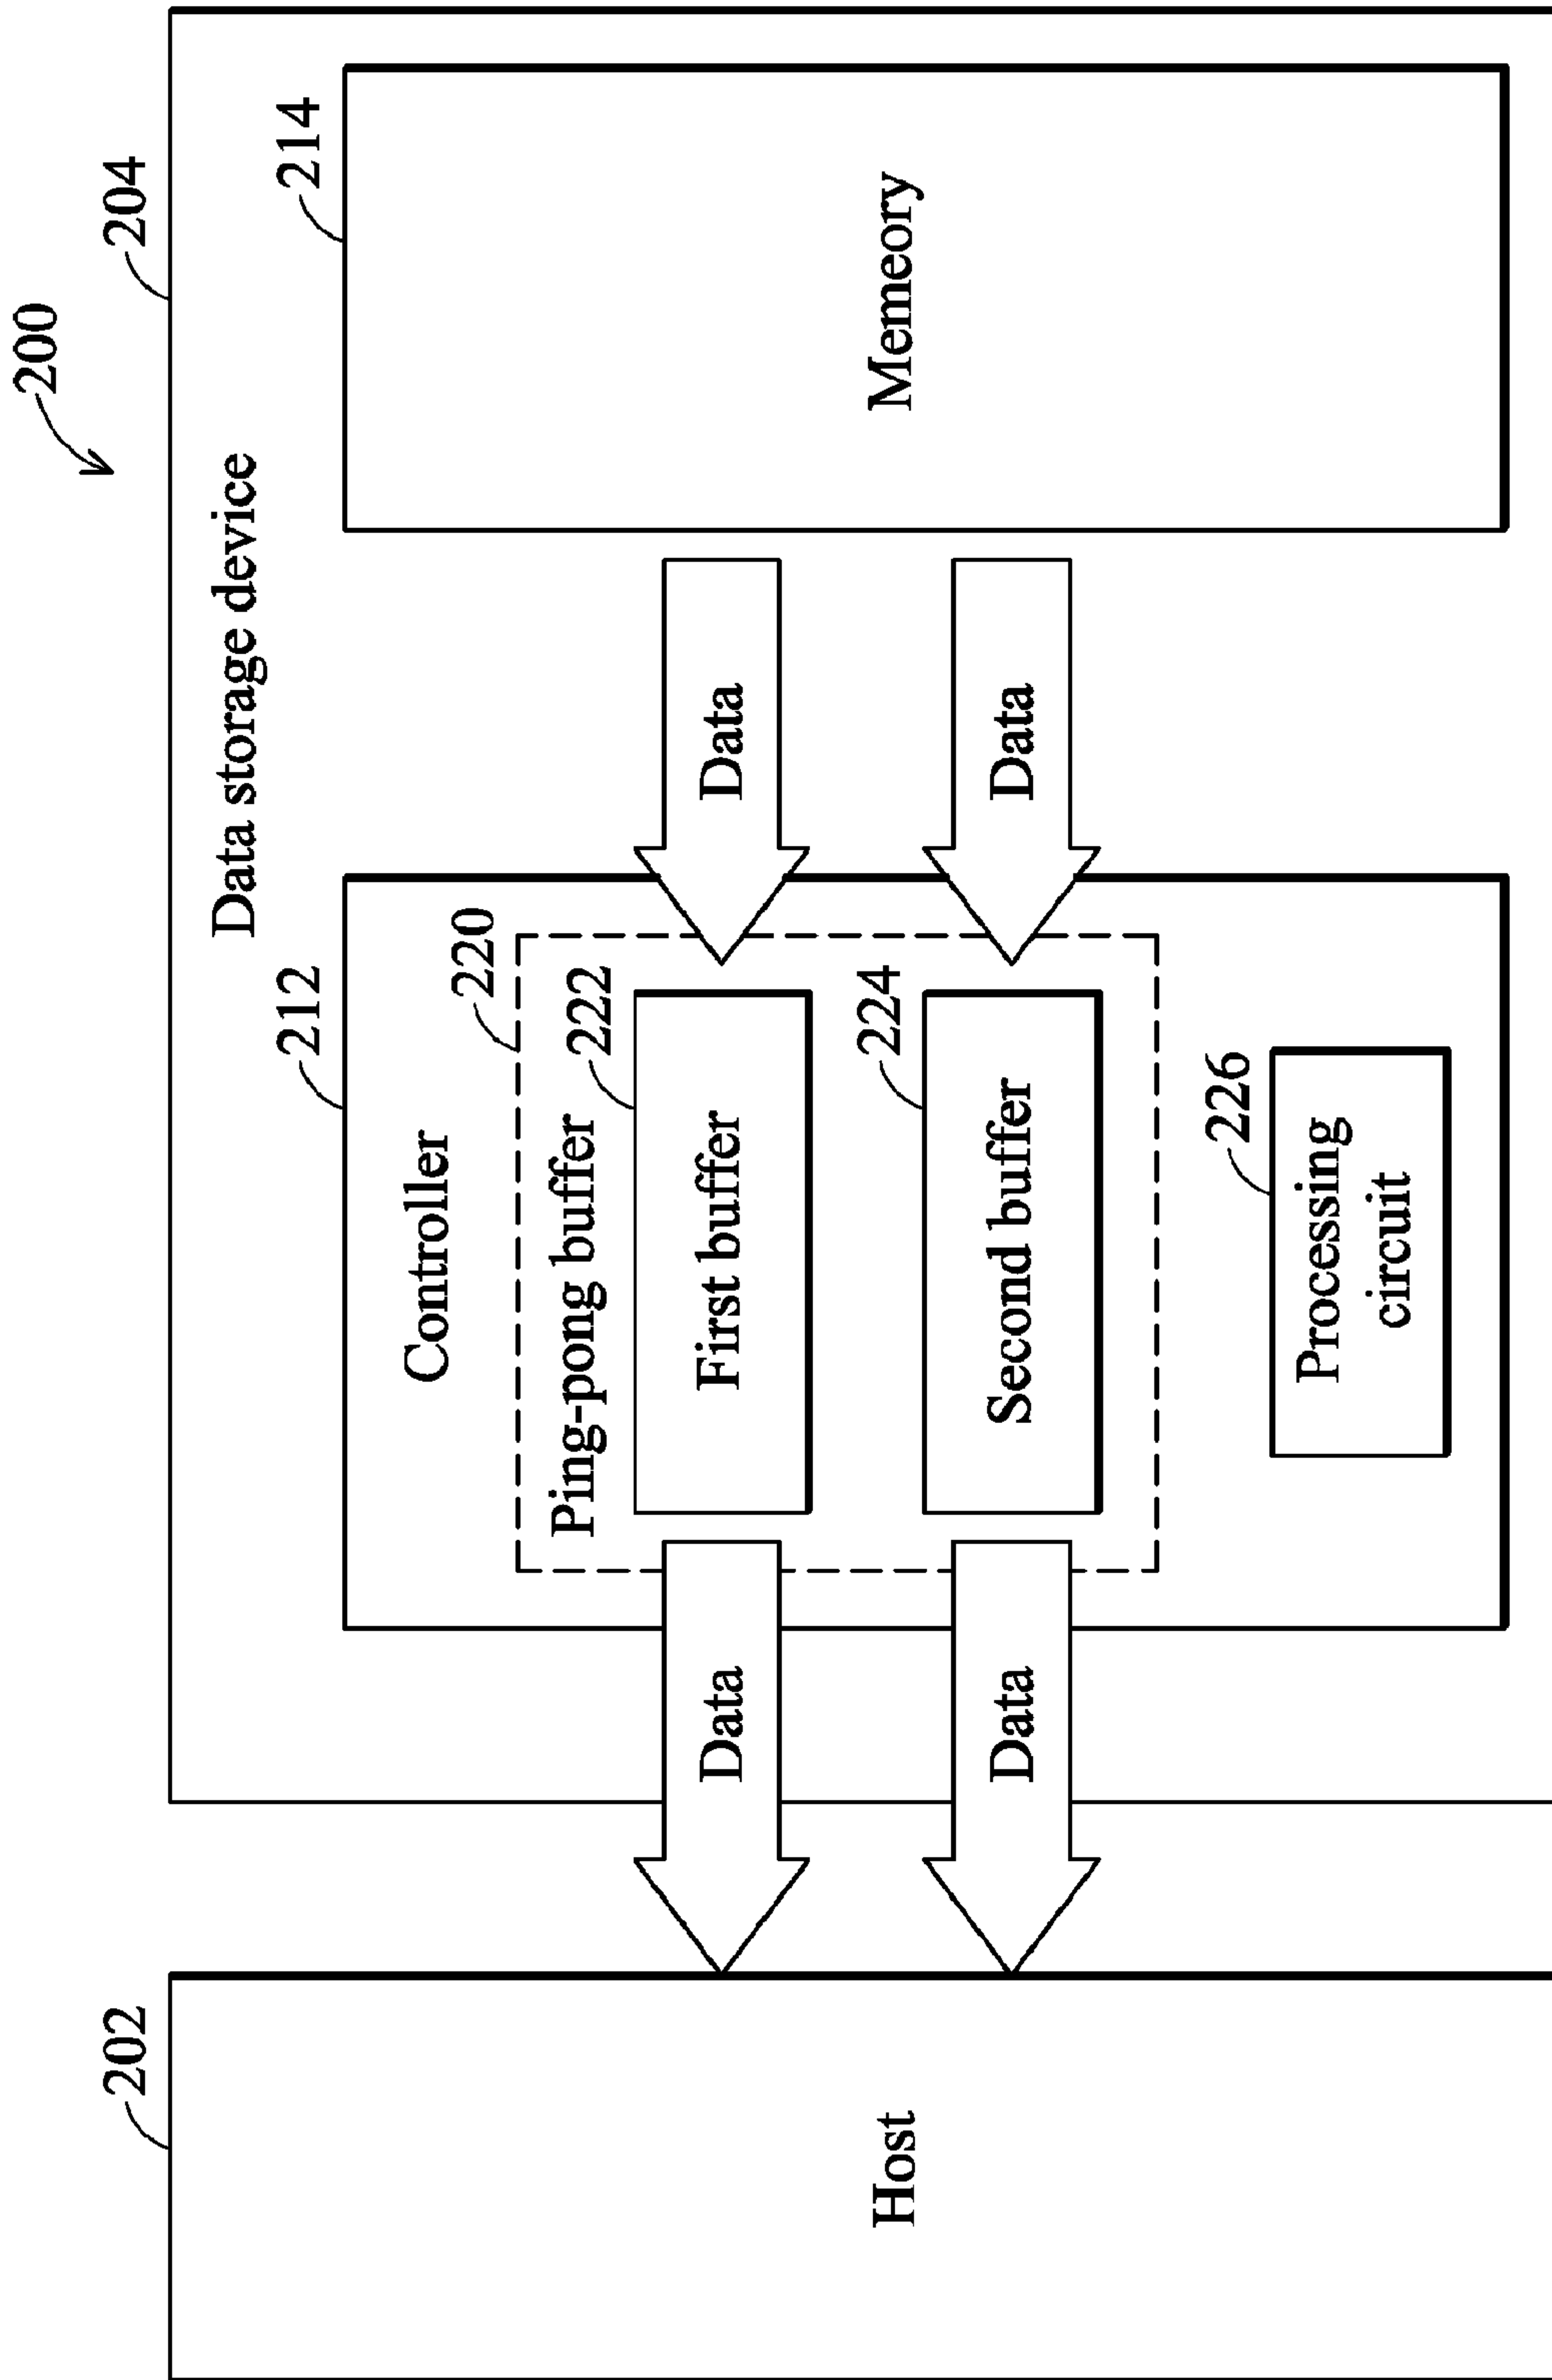 200
202
204
Data storage device
212
214
Controller
220
Ping-pong buffer
222
Host
Data
First buffer
Data
Memeory
224
Data
Second buffer
Data
226
Processing
circuit